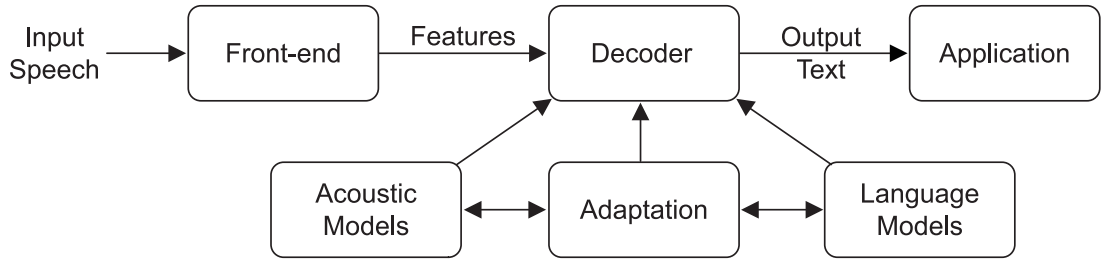 Input
Speech
Front-end
Features
Decoder
Output
Text
Application
Acoustic
Models
Adaptation
Language
Models